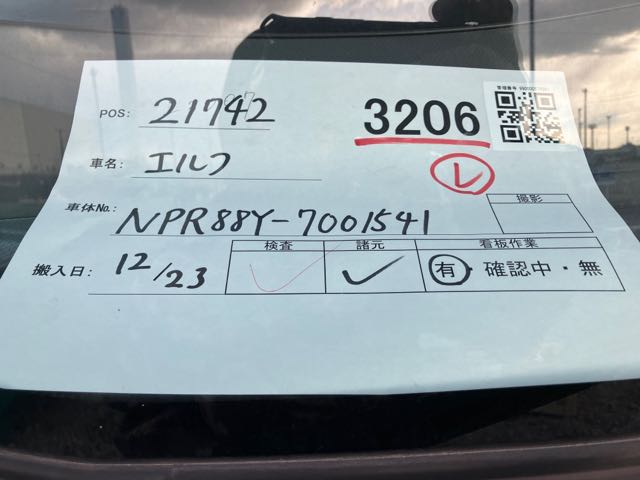 POS: 21742
3206
車名: エルフ
レ
車体No.: NPR88Y-7001541
撮影
搬入日: 12/23
検査 諸元 看板作業
有・確認中・無